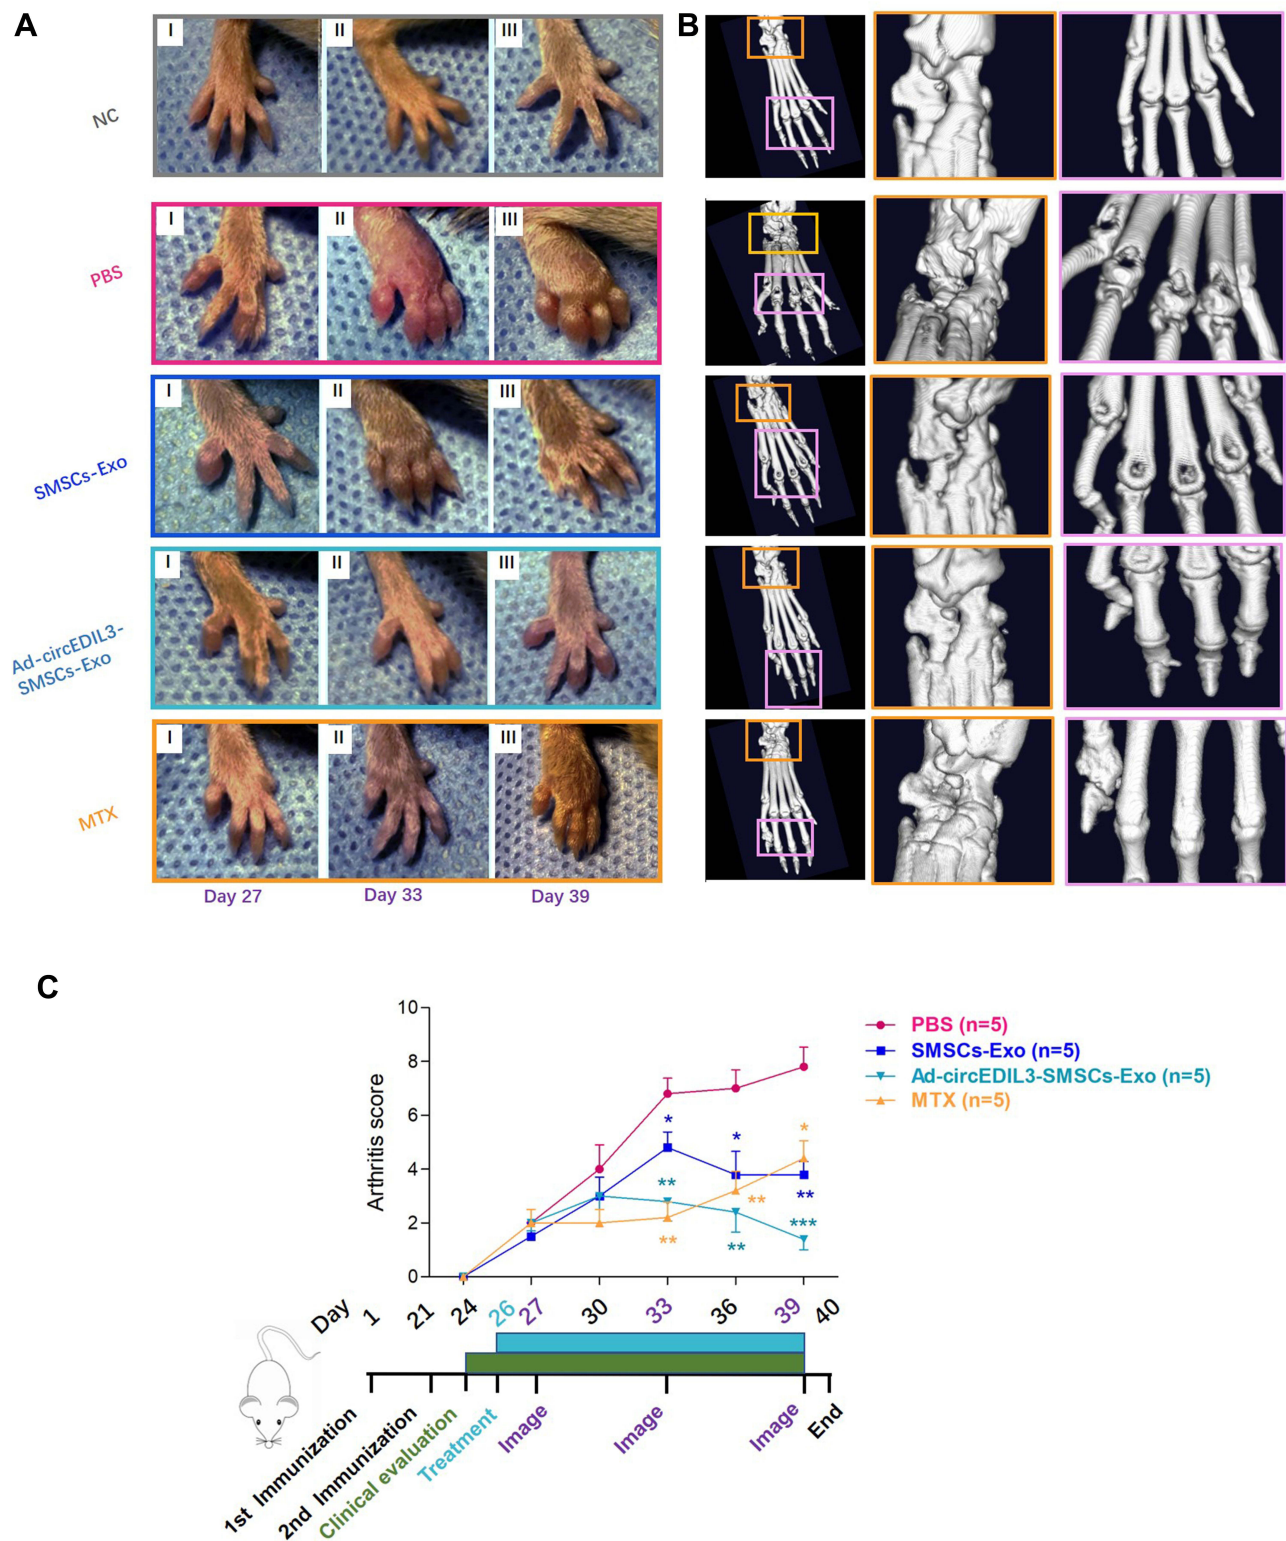 A
B
NC
I
II
III
PBS
I
II
III
SMSCs-Exo
I
II
III
Ad-circEDIL3-
SMSCs-Exo
I
II
III
MTX
I
II
III
Day 27
Day 33
Day 39
C
Arthritis score
10
8
6
4
2
0
PBS (n=5)
SMSCs-Exo (n=5)
Ad-circEDIL3-SMSCs-Exo (n=5)
MTX (n=5)
*
*
*
**
**
**
***
**
**
Day 1 21 24 26 27 30 33 36 39 40
1st Immunization
2nd Immunization
Clinical evaluation
Treatment
Image
Image
Image
End